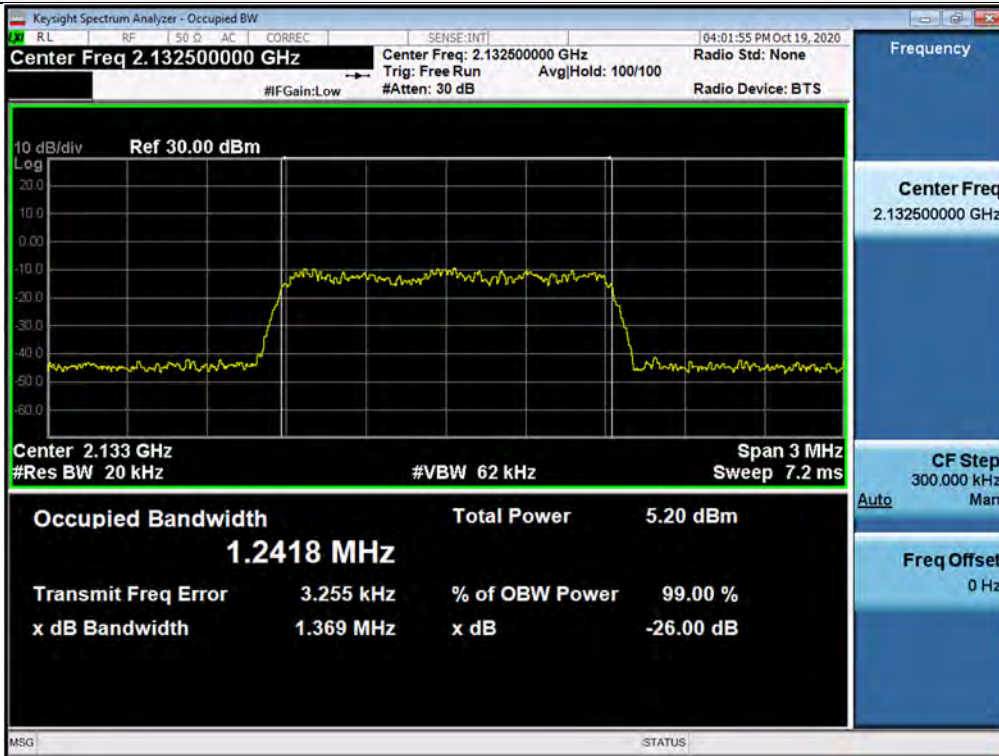 Keysight Spectrum Analyzer - Occupied BW
LXI RL RF 50 Ω AC CORREC SENSE:INT 04:01:55 PM Oct 19, 2020
Center Freq 2.132500000 GHz
Center Freq: 2.132500000 GHz Radio Std: None
Trig: Free Run Avg|Hold: 100/100
#IFGain:Low #Atten: 30 dB Radio Device: BTS
10 dB/div Ref 30.00 dBm
Log
20.0
10.0
0.00
-10.0
-20.0
-30.0
-40.0
-50.0
-60.0
Center 2.133 GHz Span 3 MHz
#Res BW 20 kHz #VBW 62 kHz Sweep 7.2 ms
Occupied Bandwidth Total Power 5.20 dBm
1.2418 MHz
Transmit Freq Error 3.255 kHz % of OBW Power 99.00 %
x dB Bandwidth 1.369 MHz x dB -26.00 dB
MSG STATUS
Frequency
Center Freq
2.132500000 GHz
CF Step
300.000 kHz
Auto Man
Freq Offset
0 Hz